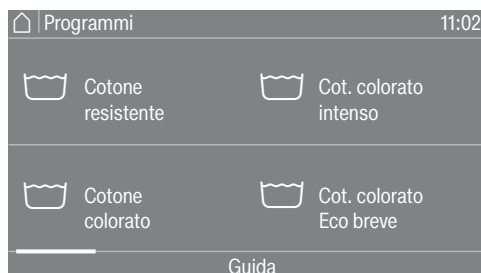 Programmi 11:02
Cotone
resistente
Cot. colorato
intenso
Cotone
colorato
Cot. colorato
Eco breve
Guida